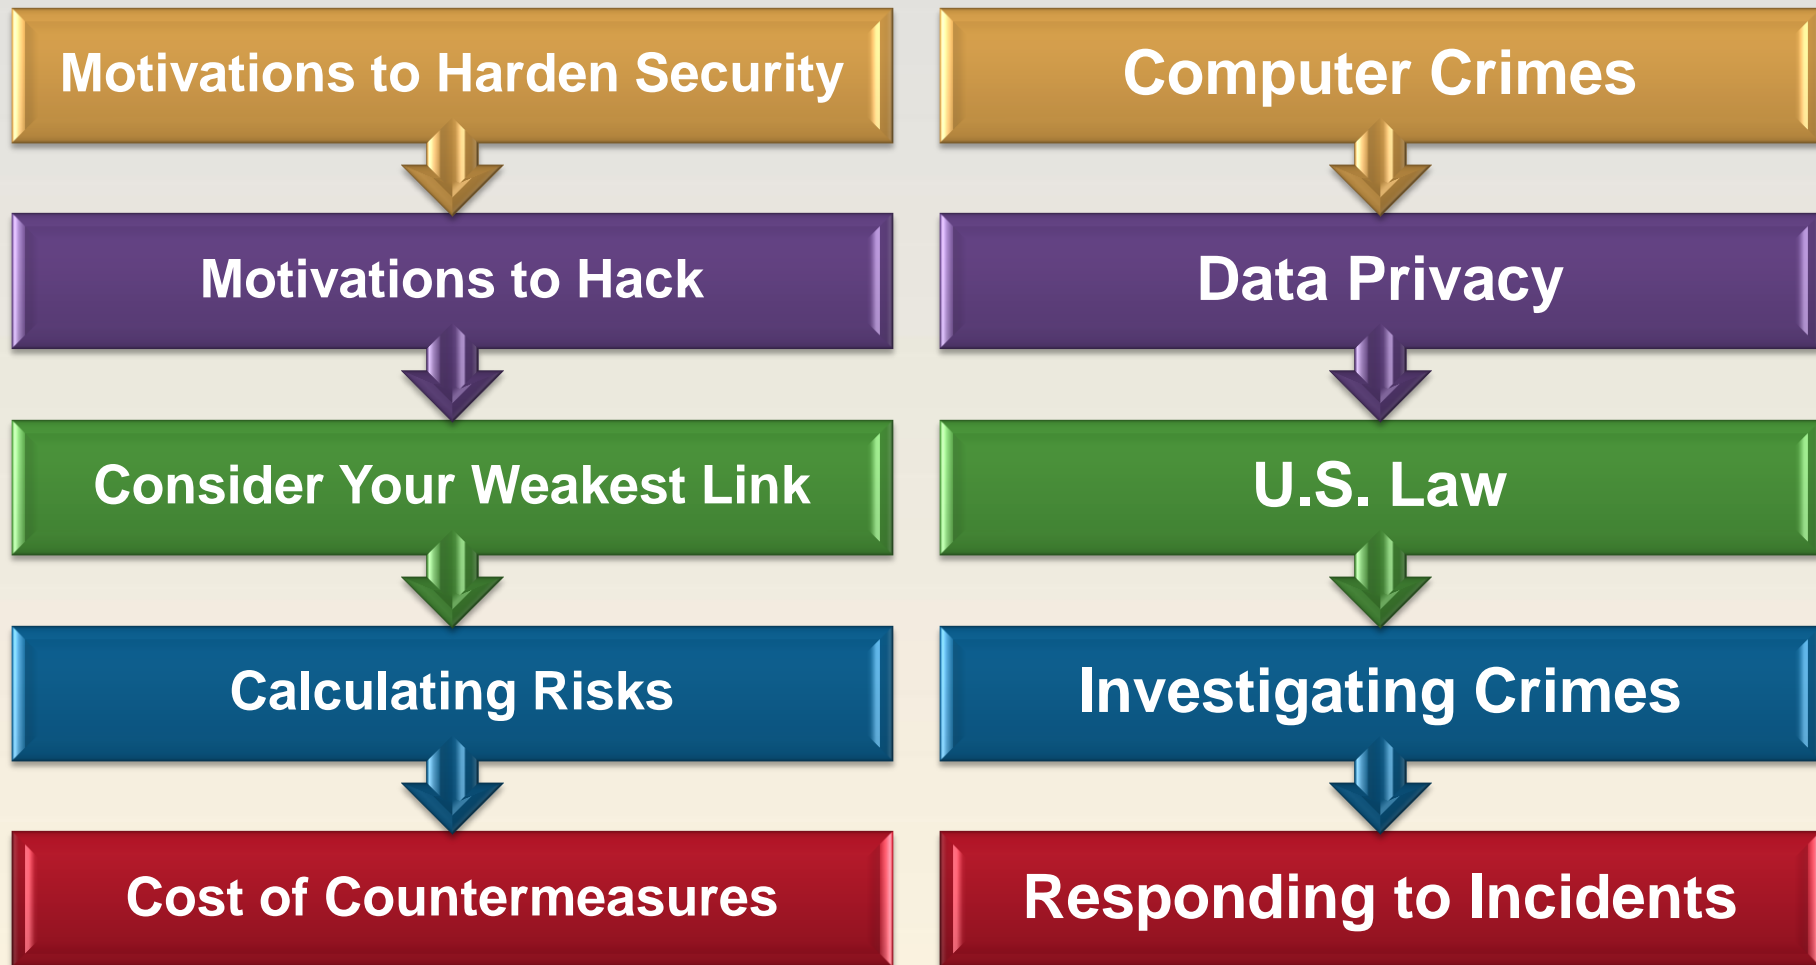 Motivations to Harden Security
Motivations to Hack
Consider Your Weakest Link
Calculating Risks
Cost of Countermeasures
Computer Crimes
Data Privacy
U.S. Law
Investigating Crimes
Responding to Incidents